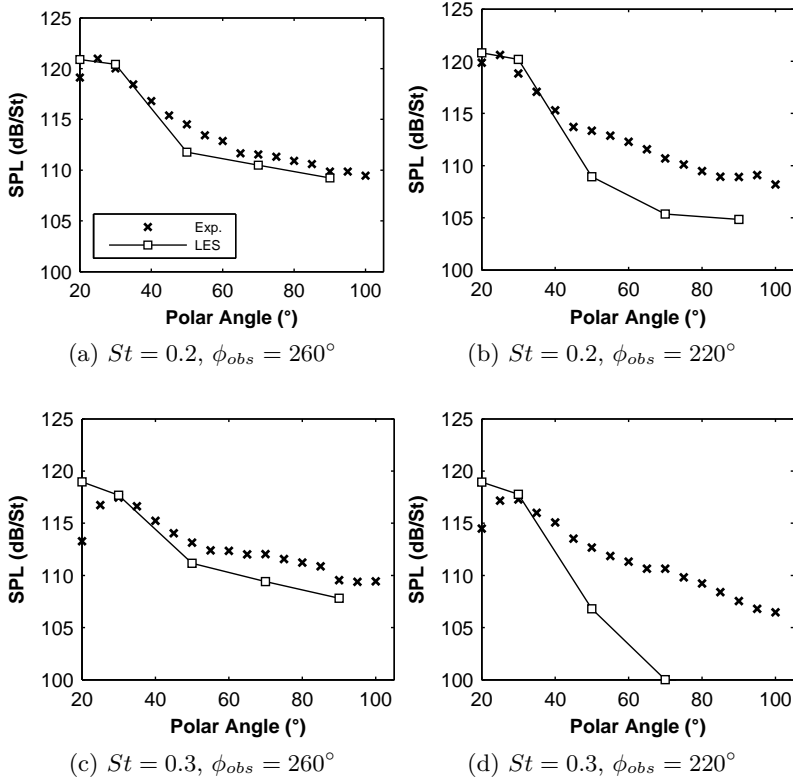 125
120
115
110
105
100
SPL (dB/St)
Exp.
LES
20 40 60 80 100
Polar Angle (°)
(a) St = 0.2, ϕobs = 260°
125
120
115
110
105
100
SPL (dB/St)
20 40 60 80 100
Polar Angle (°)
(b) St = 0.2, ϕobs = 220°
125
120
115
110
105
100
SPL (dB/St)
20 40 60 80 100
Polar Angle (°)
(c) St = 0.3, ϕobs = 260°
125
120
115
110
105
100
SPL (dB/St)
20 40 60 80 100
Polar Angle (°)
(d) St = 0.3, ϕobs = 220°